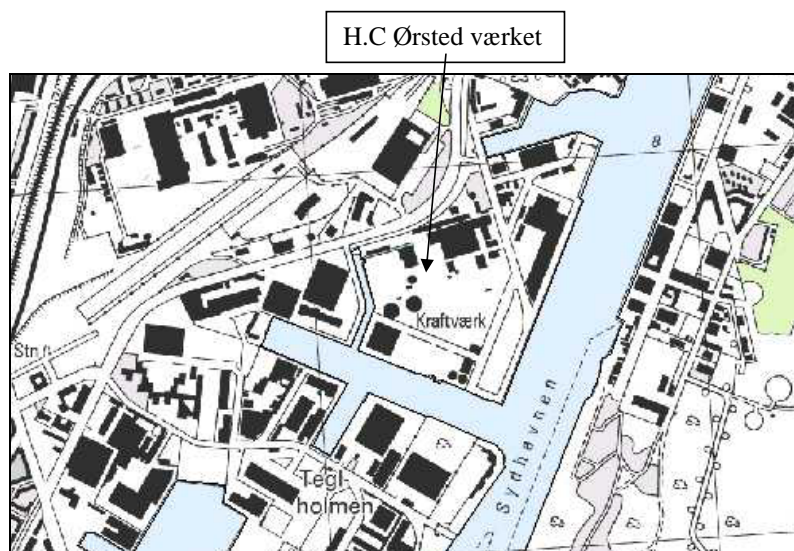 H.C Ørsted værket
8
Kraftværk
Stn.
Tegl-
holmen
Sydhavnen